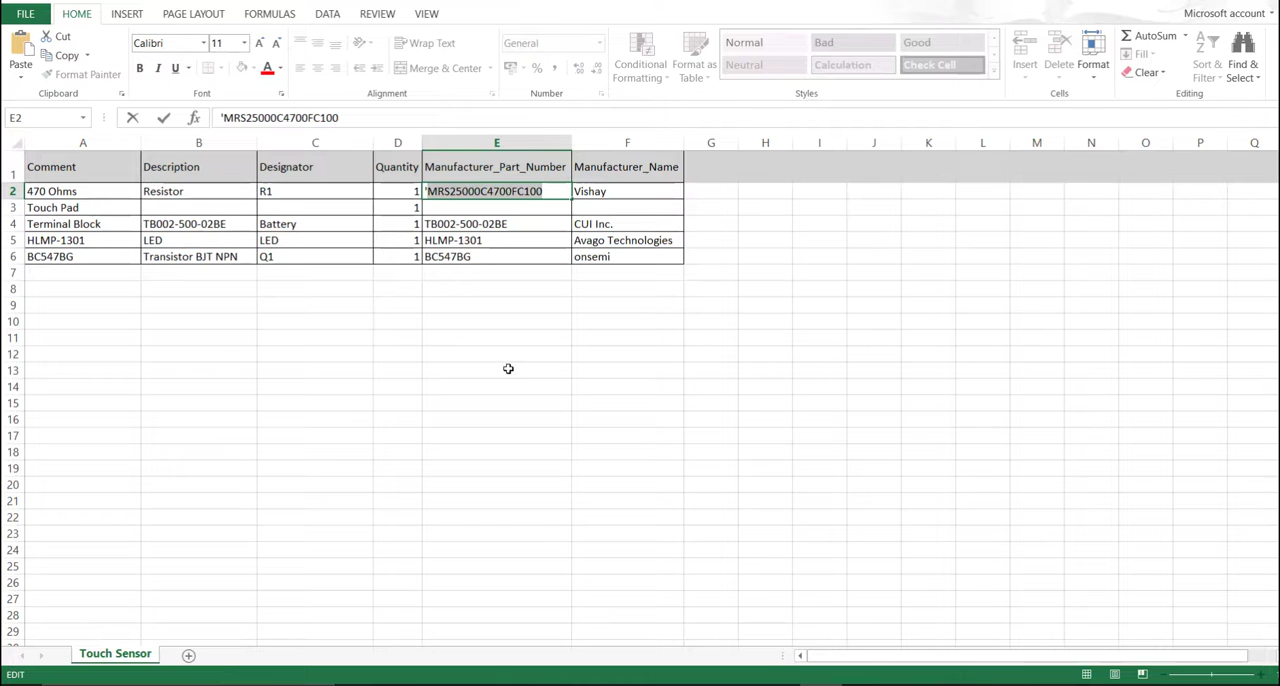 FILE HOME INSERT PAGE LAYOUT FORMULAS DATA REVIEW VIEW Microsoft account
Paste Cut Copy Format Painter Clipboard
Calibri 11 A A B I U A Font
Wrap Text Merge & Center Alignment
General % , Number
Conditional Formatting Format as Table
Normal Bad Good
Neutral Calculation Check Cell
Styles
Insert Delete Format Cells
AutoSum Fill Clear Sort & Filter Find & Select Editing
E2 fx 'MRS25000C4700FC100
A B C D E F G H I J K L M N O P Q
1 Comment Description Designator Quantity Manufacturer_Part_Number Manufacturer_Name
2 470 Ohms Resistor R1 1 'MRS25000C4700FC100 Vishay
3 Touch Pad 1
4 Terminal Block TB002-500-02BE Battery 1 TB002-500-02BE CUI Inc.
5 HLMP-1301 LED LED 1 HLMP-1301 Avago Technologies
6 BC547BG Transistor BJT NPN Q1 1 BC547BG onsemi
7
8
9
10
11
12
13
14
15
16
17
18
19
20
21
22
23
24
25
26
27
28
29
Touch Sensor
EDIT